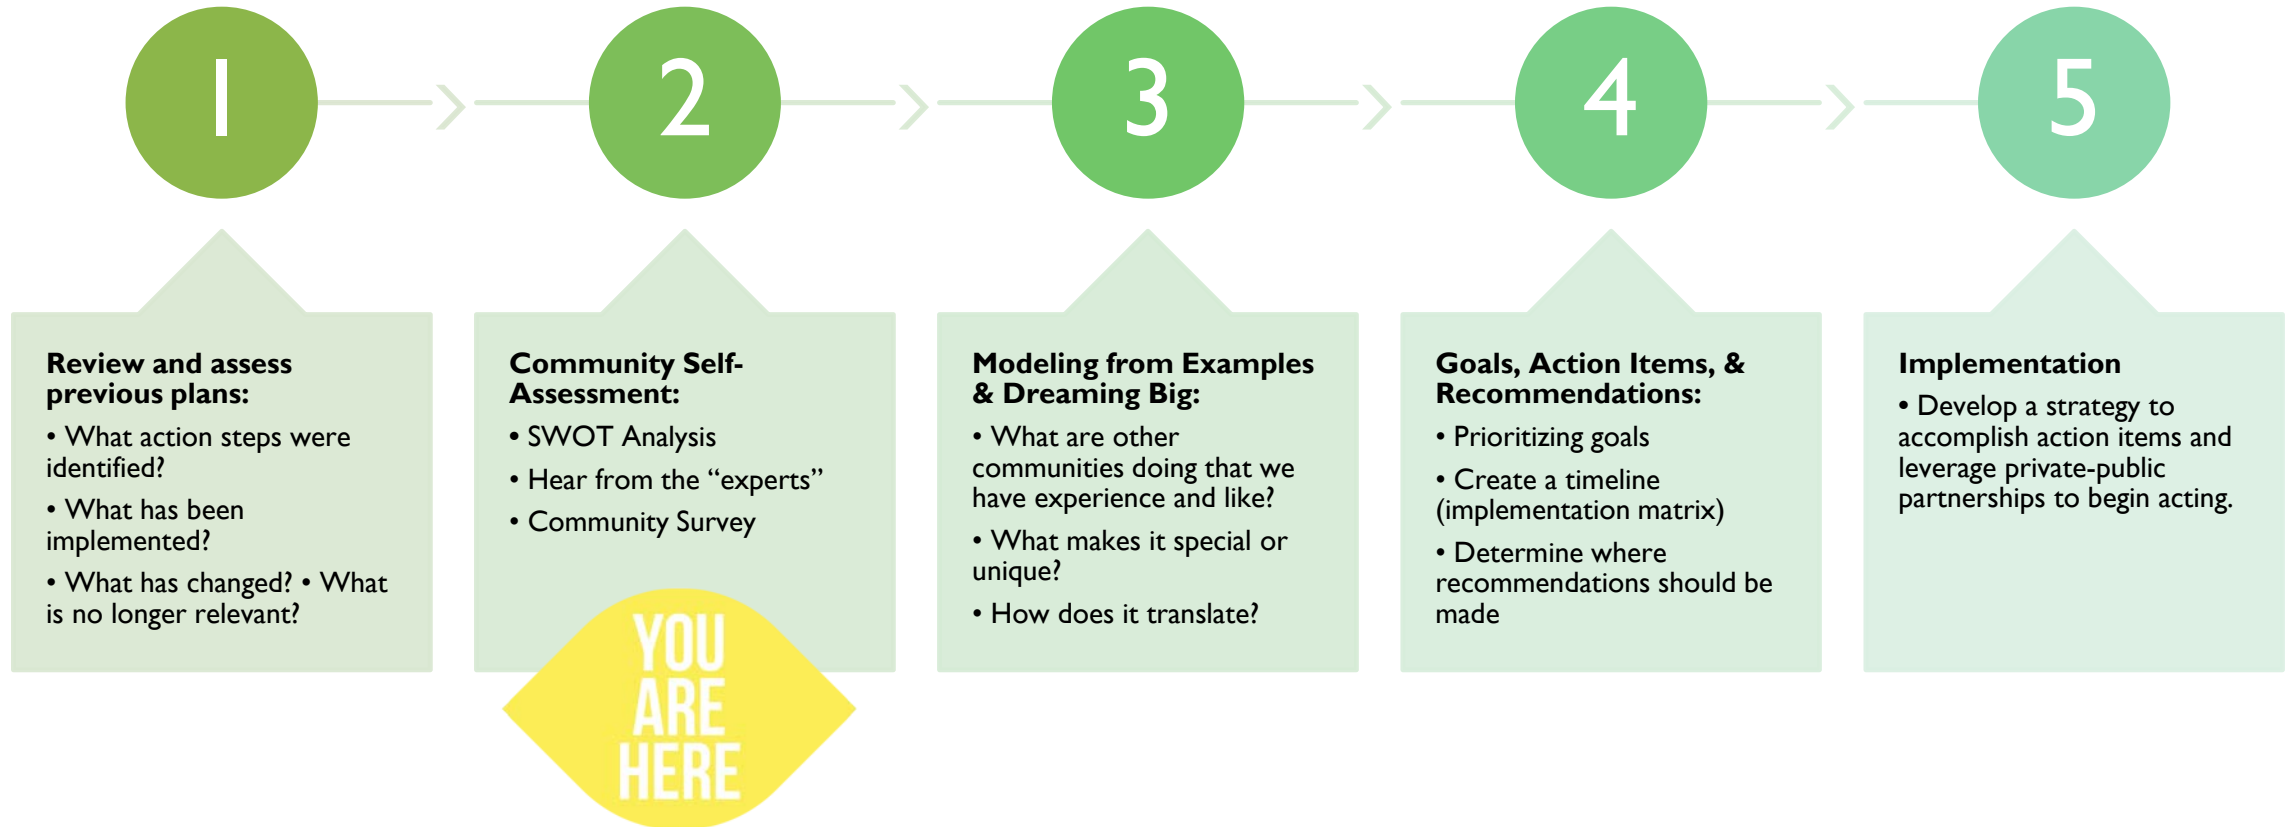 1
2
3
4
5
Review and assess
previous plans:
• What action steps were
identified?
• What has been
implemented?
• What has changed? • What
is no longer relevant?
Community Self-
Assessment:
• SWOT Analysis
• Hear from the “experts”
• Community Survey
YOU
ARE
HERE
Modeling from Examples
& Dreaming Big:
• What are other
communities doing that we
have experience and like?
• What makes it special or
unique?
• How does it translate?
Goals, Action Items, &
Recommendations:
• Prioritizing goals
• Create a timeline
(implementation matrix)
• Determine where
recommendations should be
made
Implementation
• Develop a strategy to
accomplish action items and
leverage private-public
partnerships to begin acting.